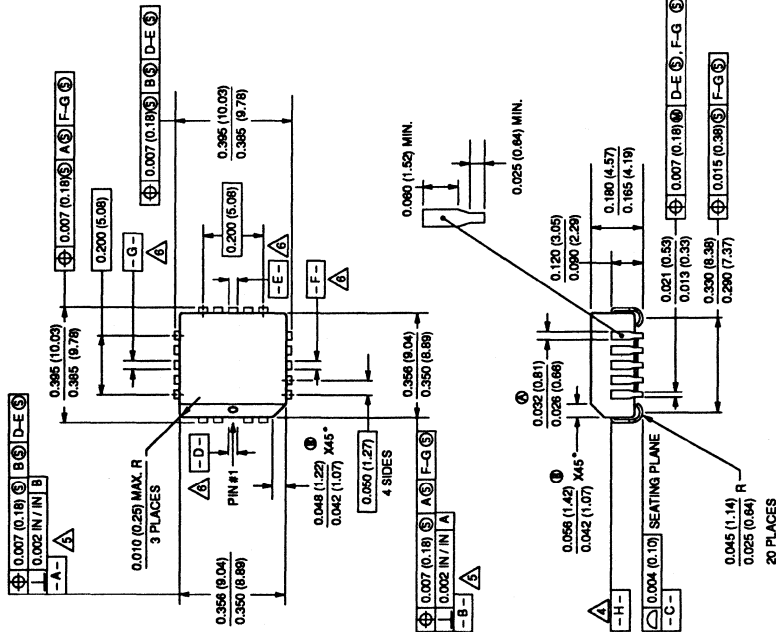 ⌖ 0.007 (0.18) Ⓢ B Ⓢ D-E Ⓢ
⊥ 0.002 IN / IN B
-A-
5
0.356 (9.04)
0.350 (8.89)
⌖ 0.007 (0.18) Ⓢ A Ⓢ F-G Ⓢ
0.395 (10.03)
0.385 (9.78)
0.200 (5.08)
-G-
6
⌖ 0.007 (0.18) Ⓢ B Ⓢ D-E Ⓢ
0.395 (10.03)
0.385 (9.78)
0.010 (0.25) MAX. R
3 PLACES
-D-
6
PIN #1
0.200 (5.08)
-E-
6
-F-
6
0.048 (1.22)
0.042 (1.07)
Ⓑ X45°
0.050 (1.27)
4 SIDES
0.356 (9.04)
0.350 (8.89)
⌖ 0.007 (0.18) Ⓢ A Ⓢ F-G Ⓢ
⊥ 0.002 IN / IN A
-B-
5
0.080 (1.52) MIN.
0.025 (0.64) MIN.
0.180 (4.57)
0.165 (4.19)
0.120 (3.05)
0.090 (2.29)
Ⓐ
0.032 (0.81)
0.026 (0.66)
Ⓑ
0.056 (1.42)
0.042 (1.07)
X45°
4
-H-
⌓ 0.004 (0.10) SEATING PLANE
-C-
0.045 (1.14)
0.025 (0.64)
R
20 PLACES
0.021 (0.53)
0.013 (0.33)
⌖ 0.007 (0.18) Ⓜ D-E Ⓢ, F-G Ⓢ
0.330 (8.38)
0.290 (7.37)
⌖ 0.015 (0.38) Ⓢ F-G Ⓢ